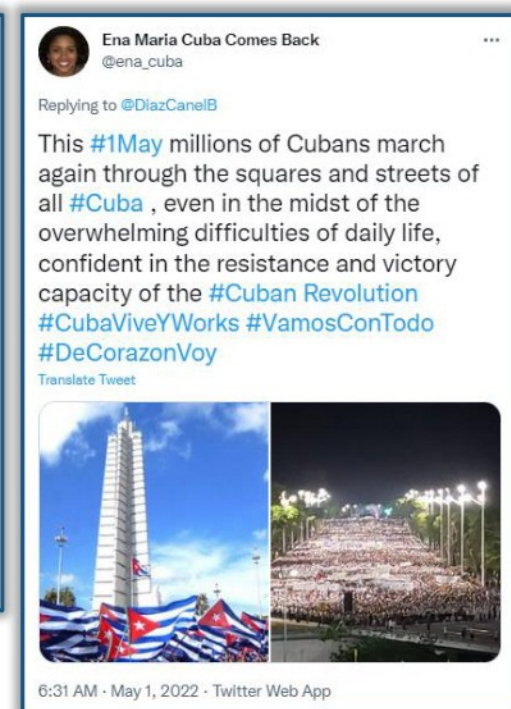 Ena Maria Cuba Comes Back
@ena_cuba
...
Replying to @DiazCanelB
This #1May millions of Cubans march
again through the squares and streets of
all #Cuba , even in the midst of the
overwhelming difficulties of daily life,
confident in the resistance and victory
capacity of the #Cuban Revolution
#CubaViveYWorks #VamosConTodo
#DeCorazonVoy
Translate Tweet
6:31 AM · May 1, 2022 · Twitter Web App